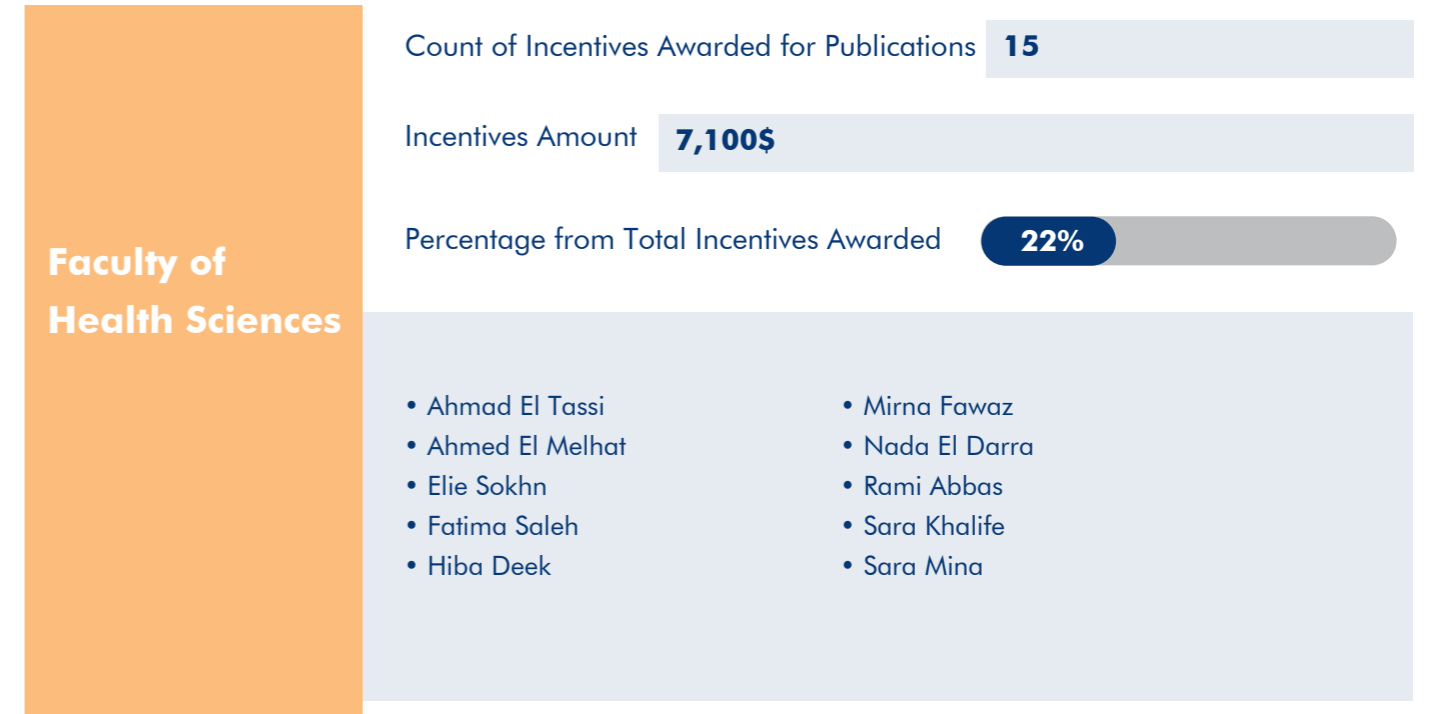 Faculty of
Health Sciences
Count of Incentives Awarded for Publications 15
Incentives Amount 7,100$
Percentage from Total Incentives Awarded 22%
• Ahmad El Tassi
• Ahmed El Melhat
• Elie Sokhn
• Fatima Saleh
• Hiba Deek
• Mirna Fawaz
• Nada El Darra
• Rami Abbas
• Sara Khalife
• Sara Mina